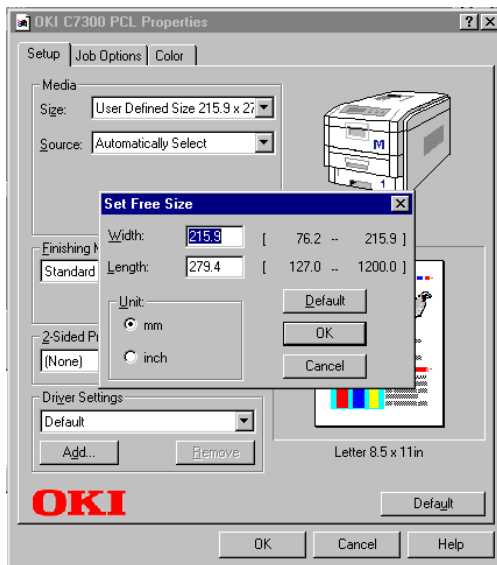 OKI C7300 PCL Properties
Setup Job Options Color
Media
Size: User Defined Size 215.9 x 27
Source: Automatically Select
M
1
Set Free Size
Width: 215.9 [ 76.2 -- 215.9 ]
Length: 279.4 [ 127.0 -- 1200.0 ]
Unit:
mm
inch
Default
OK
Cancel
Finishing
Standard
2-Sided
(None)
Driver Settings
Default
Add... Remove
Letter 8.5 x 11in
OKI
Default
OK Cancel Help